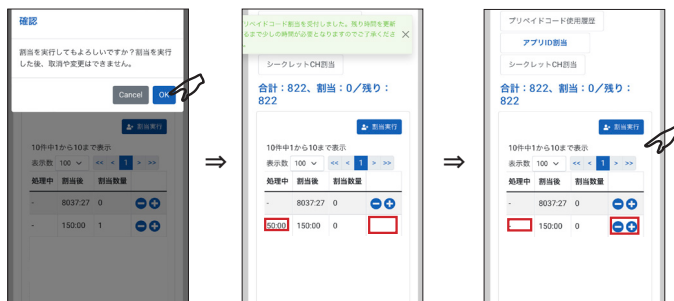 確認
割当を実行してもよろしいですか？割当を実行
した後、取消や変更はできません。
Cancel OK
割当実行
10件中1から10まで表示
表示数 100 << < 1 > >>
処理中 割当後 割当数量
- 8037:27 0
- 150:00 1
⇒
リペイドコード割当を受付しました。残り時間を更新
るまで少しの時間が必要となりますのでご了承くださ
。
シークレットCH割当
合計：822、割当：0／残り：
822
割当実行
10件中1から10まで表示
表示数 100 << < 1 > >>
処理中 割当後 割当数量
- 8037:27 0
50:00 150:00 0
⇒
プリペイドコード使用履歴
アプリID割当
シークレットCH割当
合計：822、割当：0／残り：
822
割当実行
10件中1から10まで表示
表示数 100 << < 1 > >>
処理中 割当後 割当数量
- 8037:27 0
- 150:00 0